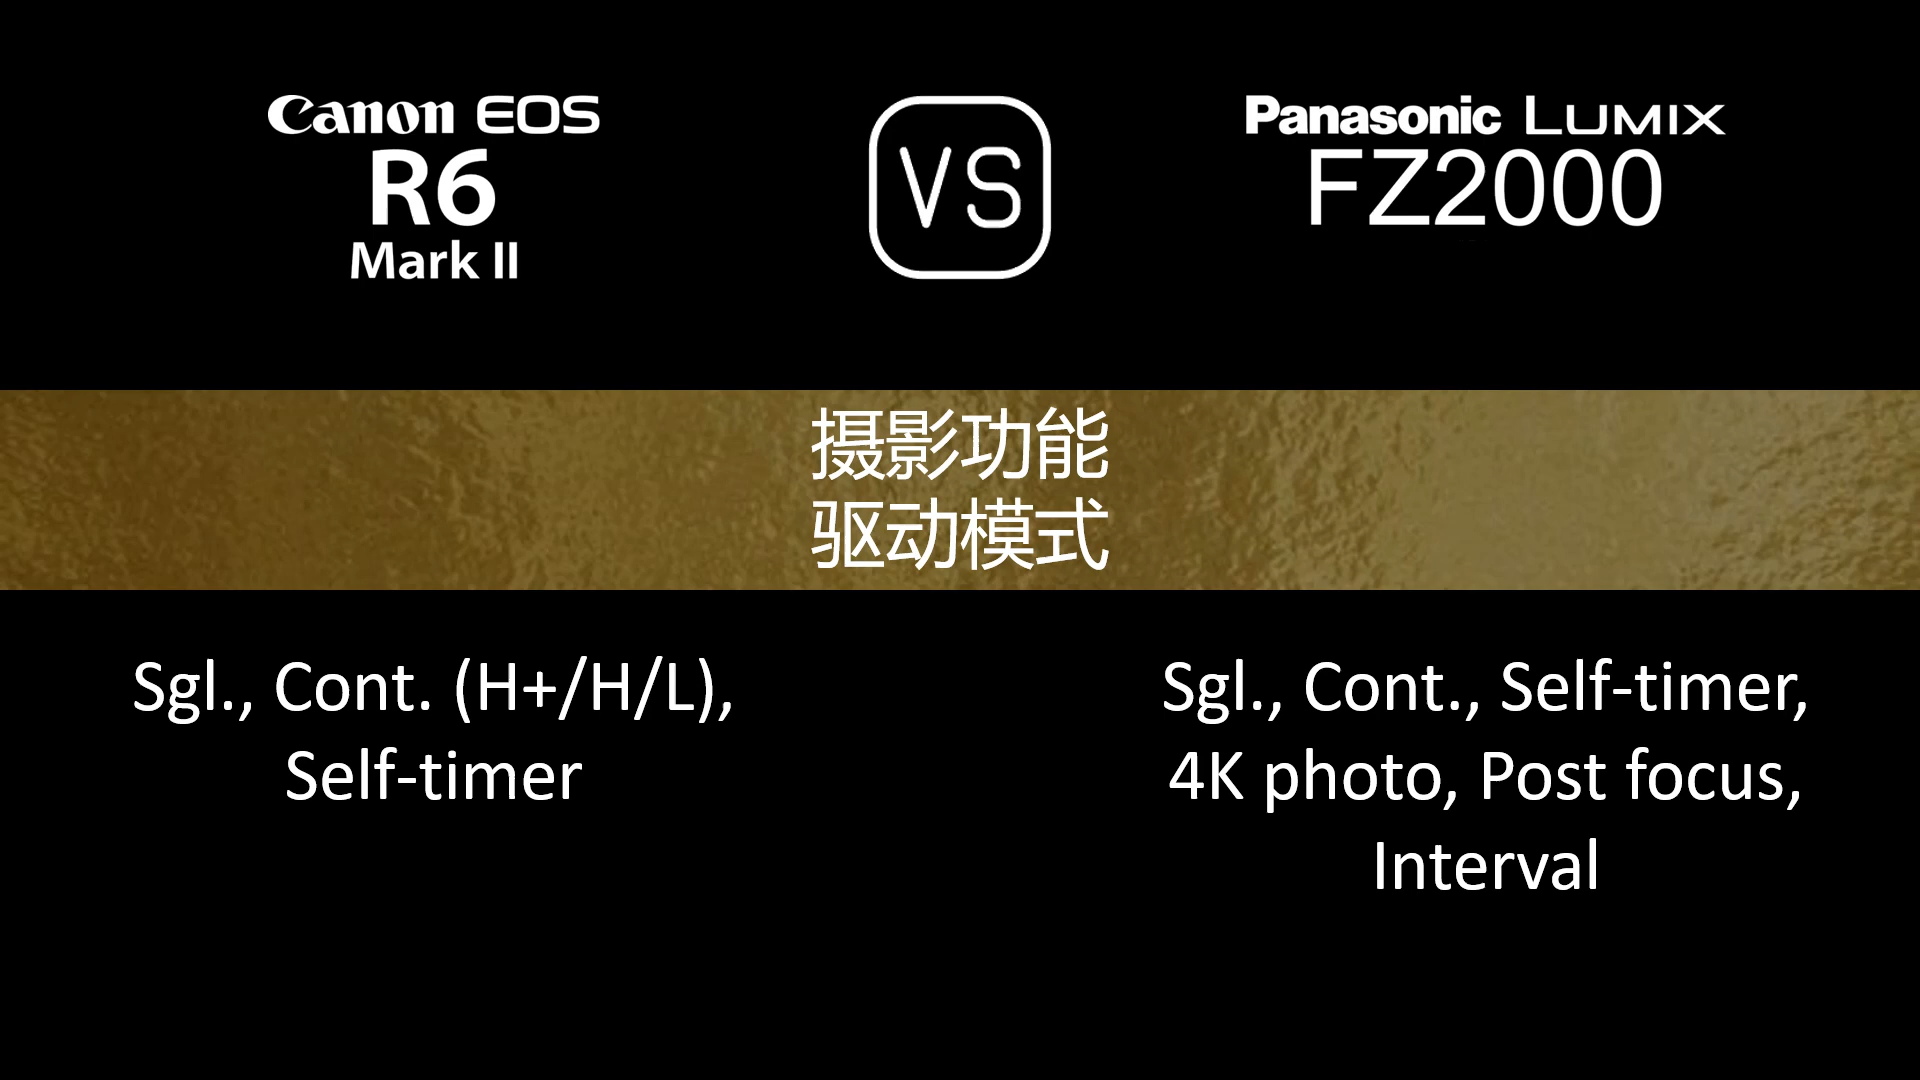 Canon EOS
R6
Mark II
VS
Panasonic LUMIX
FZ2000
摄影功能
驱动模式
Sgl., Cont. (H+/H/L),
Self-timer
Sgl., Cont., Self-timer,
4K photo, Post focus,
Interval